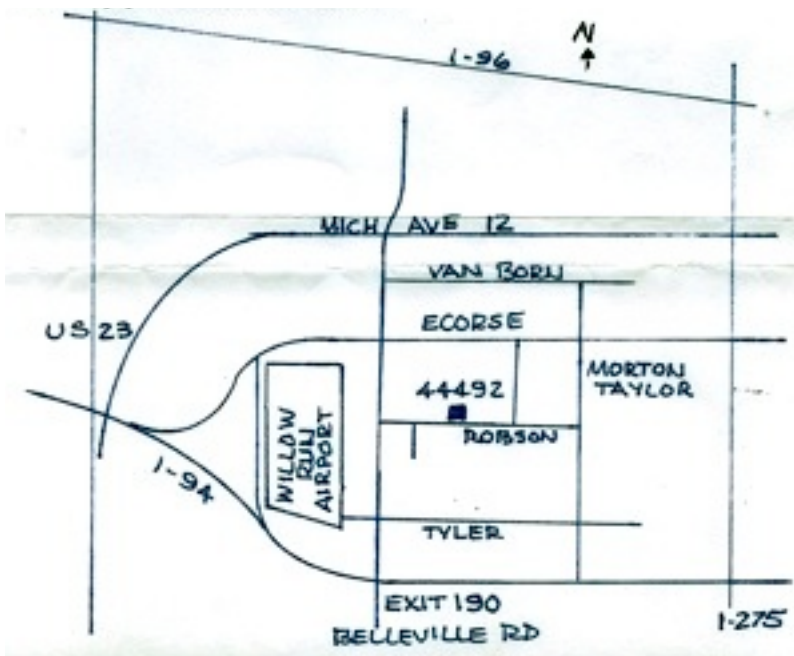 N
I-96
MICH AVE 12
VAN BORN
US 23
ECORSE
MORTON
TAYLOR
44492
ROBSON
WILLOW
RUN
AIRPORT
I-94
TYLER
EXIT 190
BELLEVILLE RD
I-275